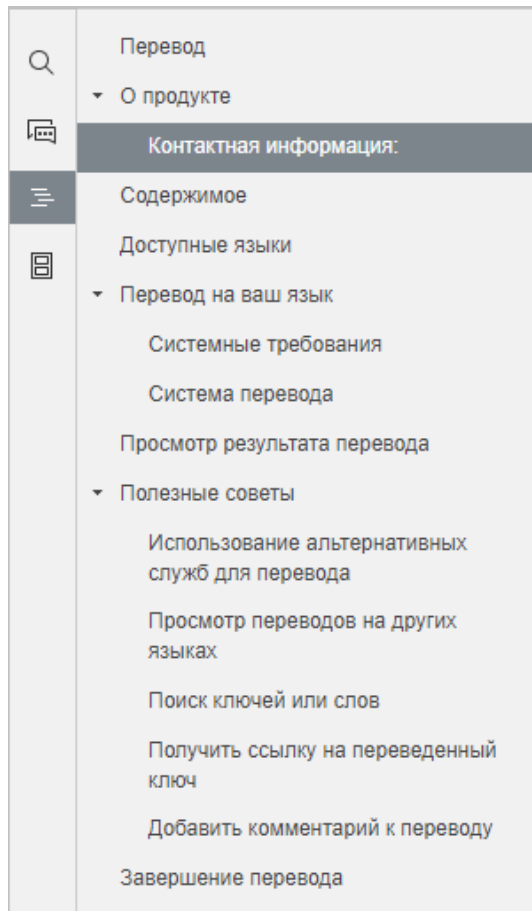 Перевод
О продукте
Контактная информация:
Содержимое
Доступные языки
Перевод на ваш язык
Системные требования
Система перевода
Просмотр результата перевода
Полезные советы
Использование альтернативных
служб для перевода
Просмотр переводов на других
языках
Поиск ключей или слов
Получить ссылку на переведенный
ключ
Добавить комментарий к переводу
Завершение перевода